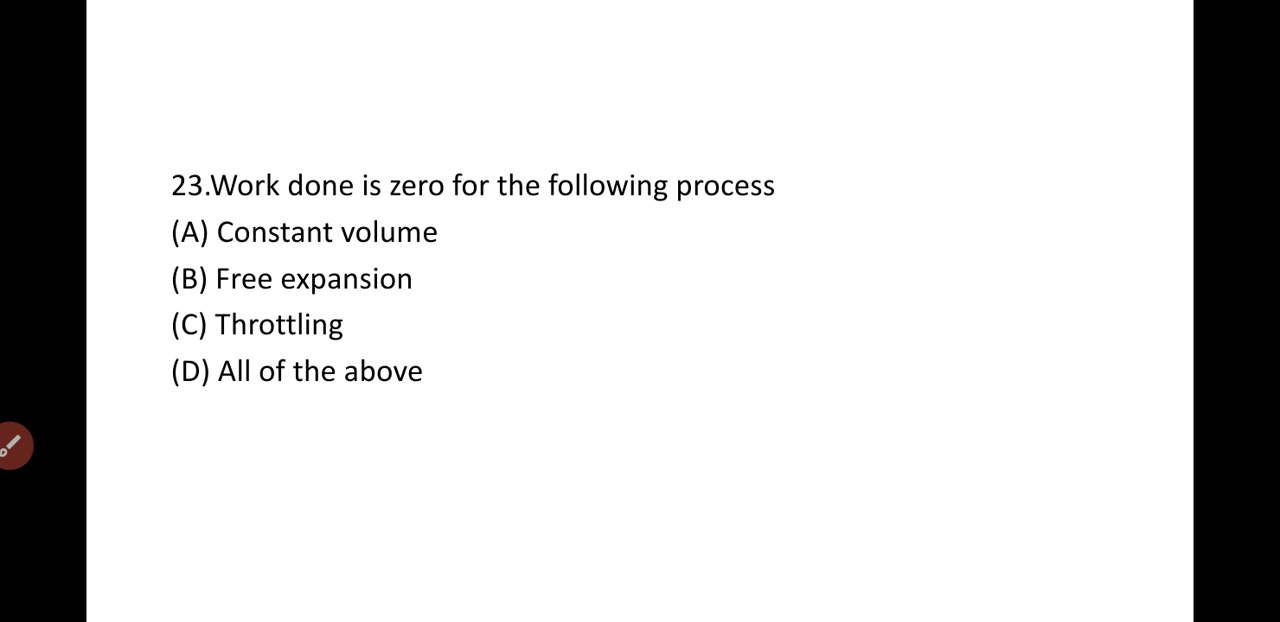 23.Work done is zero for the following process
(A) Constant volume
(B) Free expansion
(C) Throttling
(D) All of the above